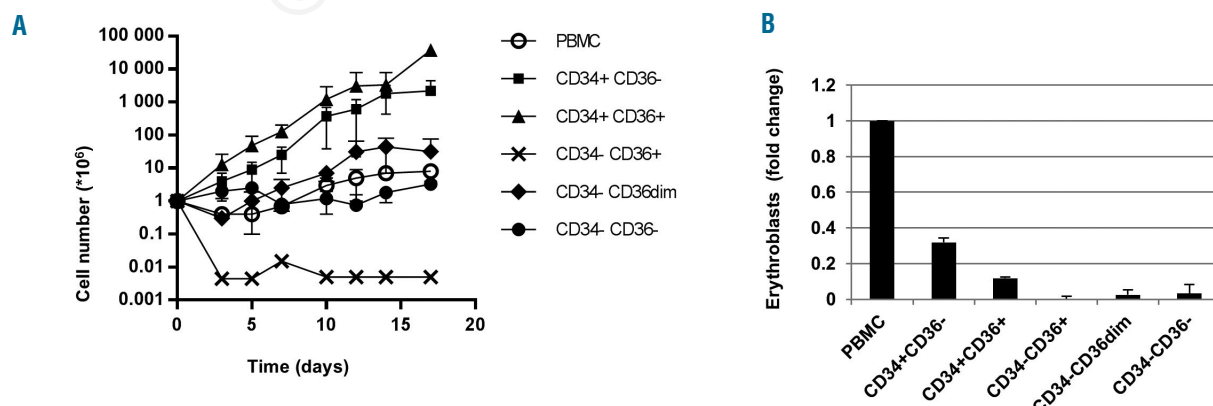 A
Cell number (*10⁶)
100 000
10 000
1 000
100
10
1
0.1
0.01
0.001
0
5
10
15
20
Time (days)
PBMC
CD34+ CD36-
CD34+ CD36+
CD34- CD36+
CD34- CD36dim
CD34- CD36-
B
Erythroblasts (fold change)
1.2
1
0.8
0.6
0.4
0.2
0
PBMC
CD34+CD36-
CD34+CD36+
CD34-CD36+
CD34-CD36dim
CD34-CD36-